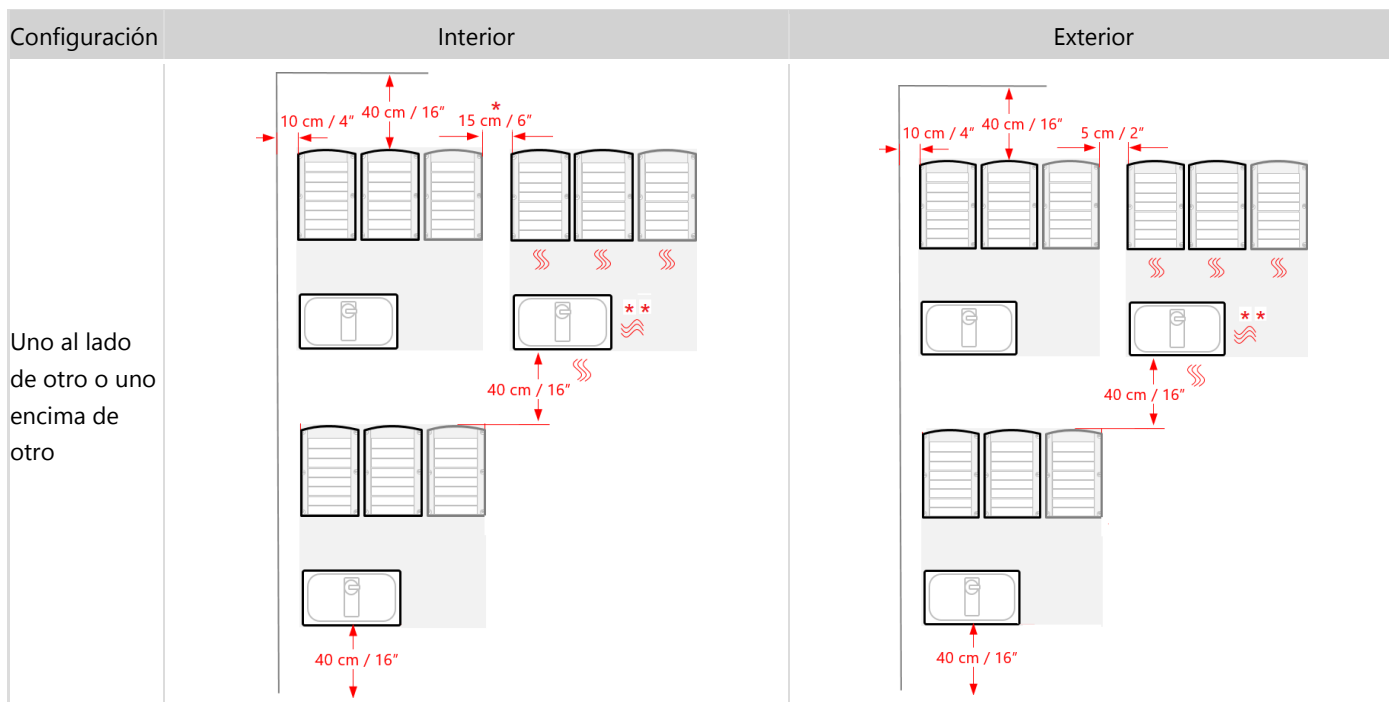 Configuración
Interior
Exterior
Uno al lado
de otro o uno
encima de
otro
10 cm / 4”
40 cm / 16”
*
15 cm / 6”
* *
40 cm / 16”
40 cm / 16”
10 cm / 4”
40 cm / 16”
5 cm / 2”
* *
40 cm / 16”
40 cm / 16”